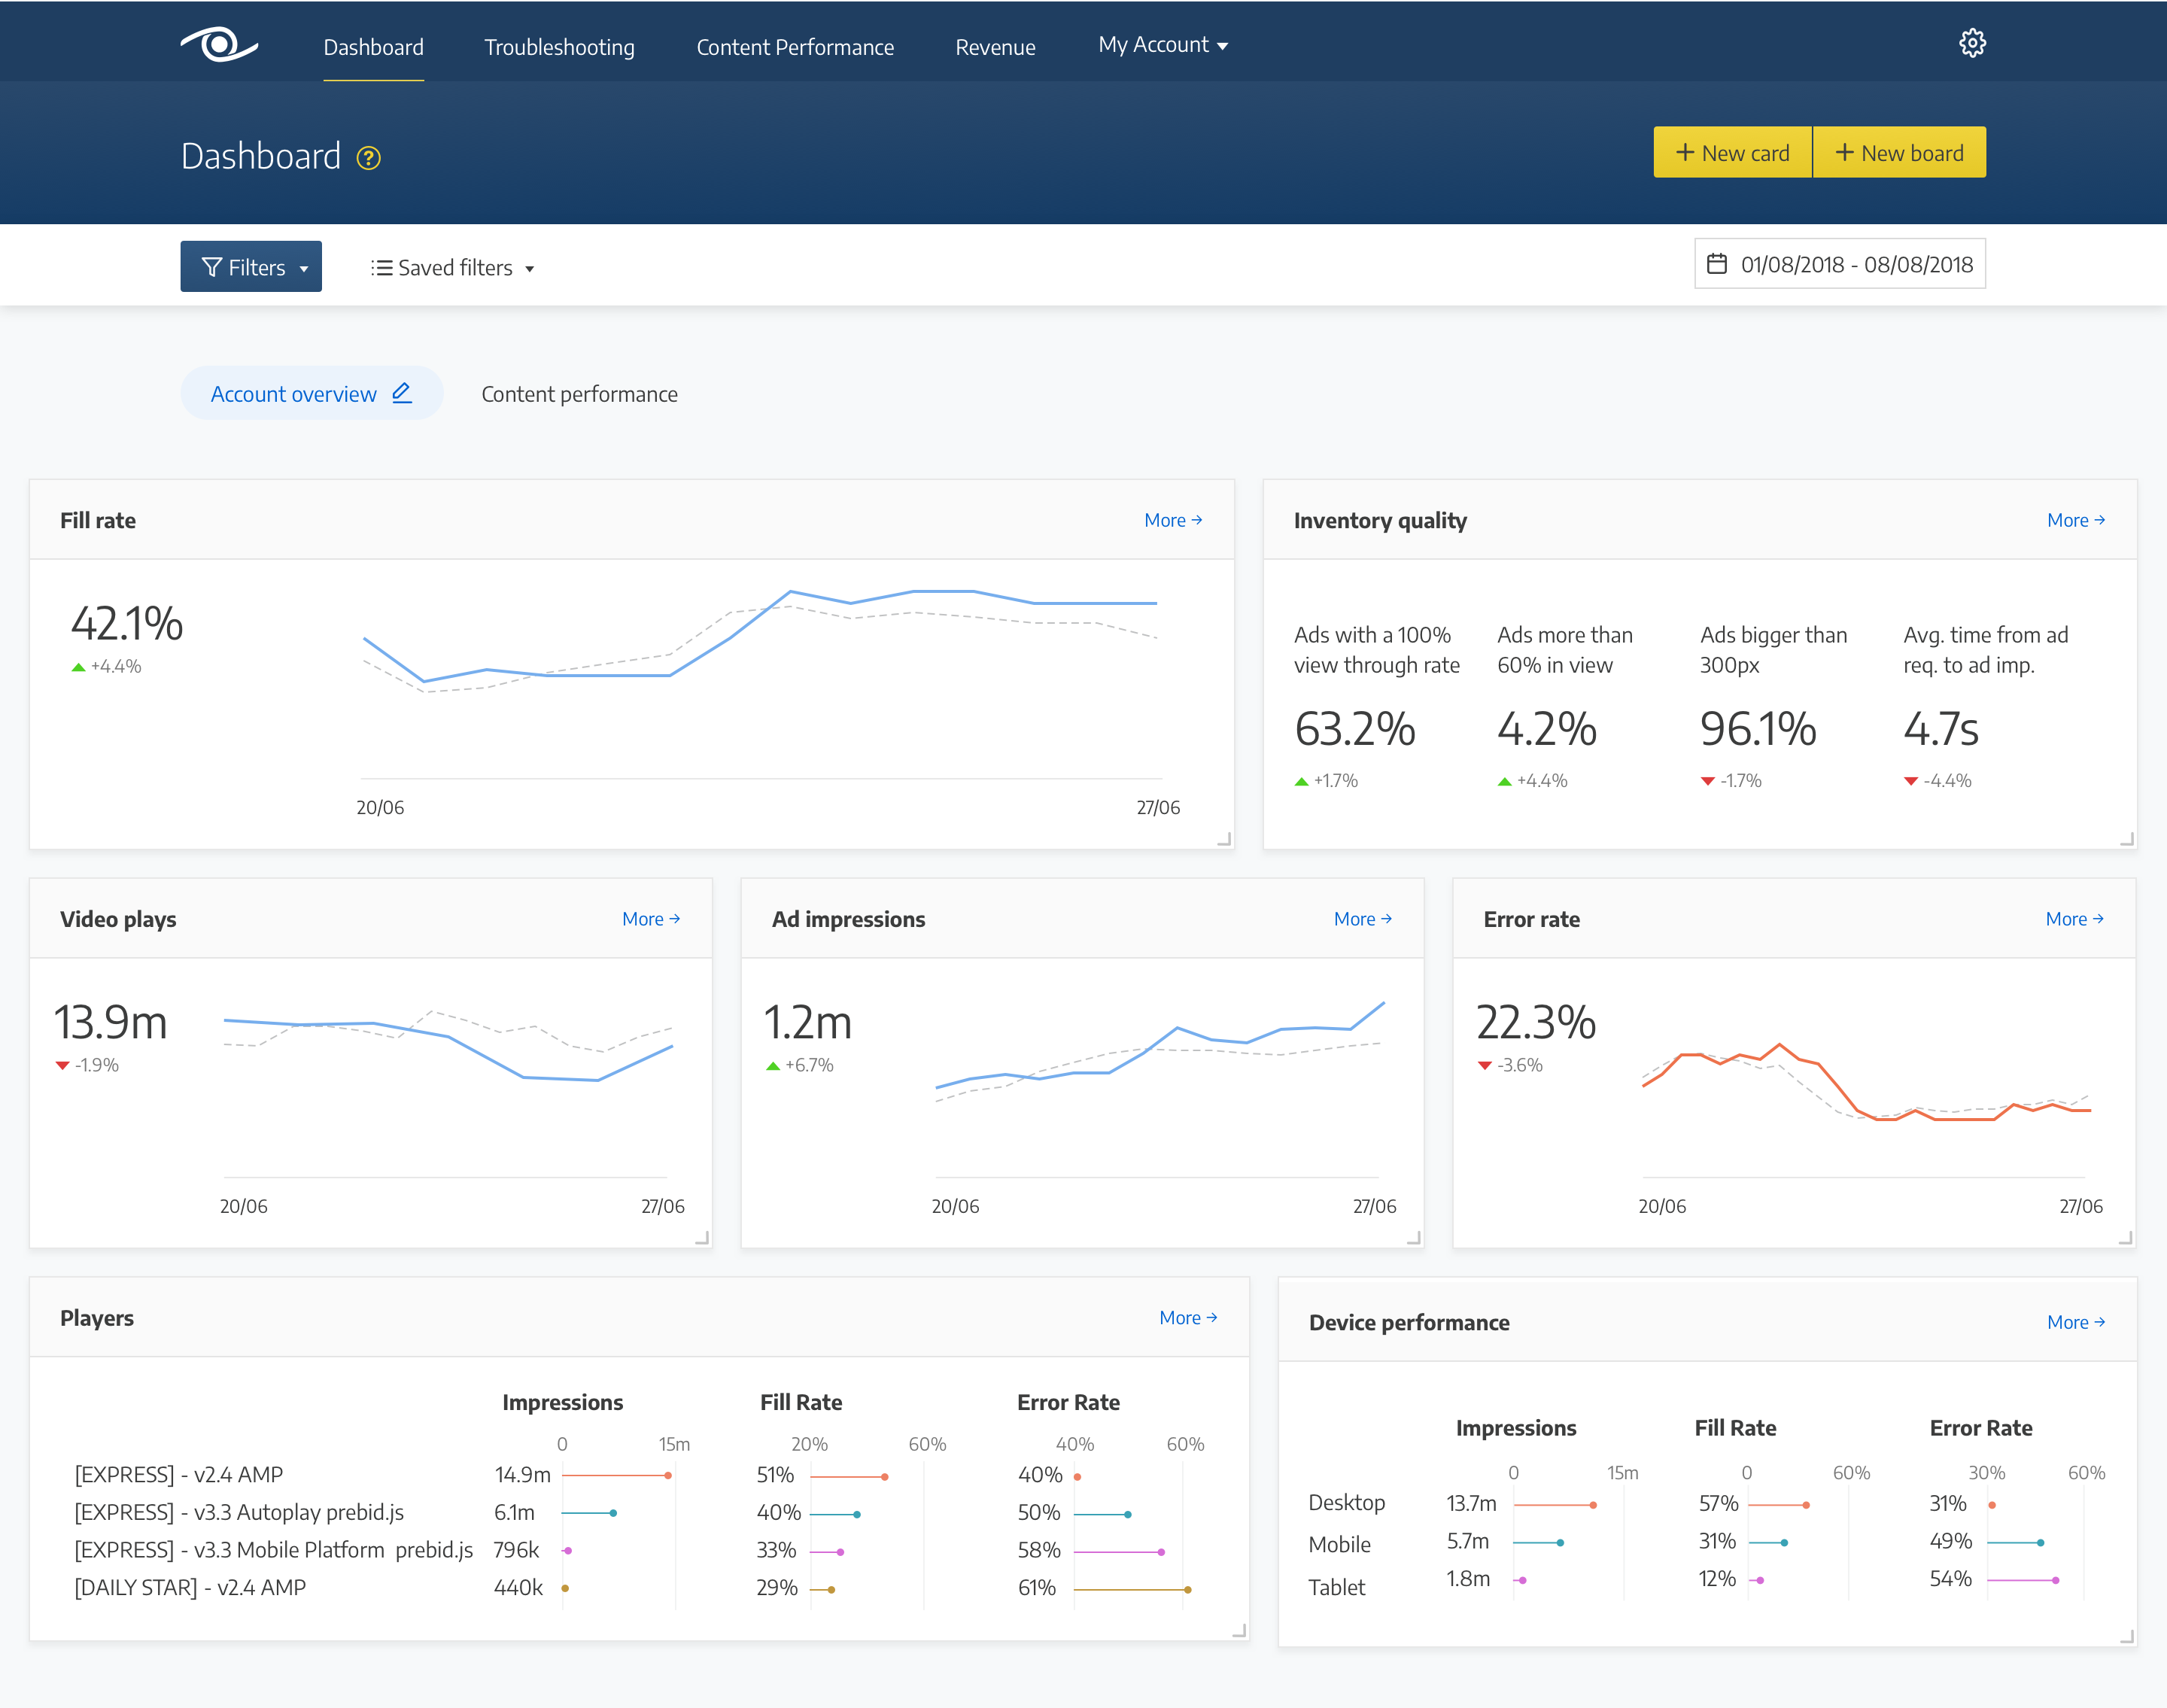 Dashboard Troubleshooting Content Performance Revenue My Account
Dashboard ?
+ New card + New board
Filters Saved filters 01/08/2018 - 08/08/2018
Account overview Content performance
Fill rate More →
42.1%
+4.4%
20/06 27/06
Inventory quality More →
Ads with a 100% view through rate
63.2%
+1.7%
Ads more than 60% in view
4.2%
+4.4%
Ads bigger than 300px
96.1%
-1.7%
Avg. time from ad req. to ad imp.
4.7s
-4.4%
Video plays More →
13.9m
-1.9%
20/06 27/06
Ad impressions More →
1.2m
+6.7%
20/06 27/06
Error rate More →
22.3%
-3.6%
20/06 27/06
Players More →
Impressions Fill Rate Error Rate
0 15m 20% 60% 40% 60%
[EXPRESS] - v2.4 AMP 14.9m 51% 40%
[EXPRESS] - v3.3 Autoplay prebid.js 6.1m 40% 50%
[EXPRESS] - v3.3 Mobile Platform prebid.js 796k 33% 58%
[DAILY STAR] - v2.4 AMP 440k 29% 61%
Device performance More →
Impressions Fill Rate Error Rate
0 15m 0 60% 30% 60%
Desktop 13.7m 57% 31%
Mobile 5.7m 31% 49%
Tablet 1.8m 12% 54%